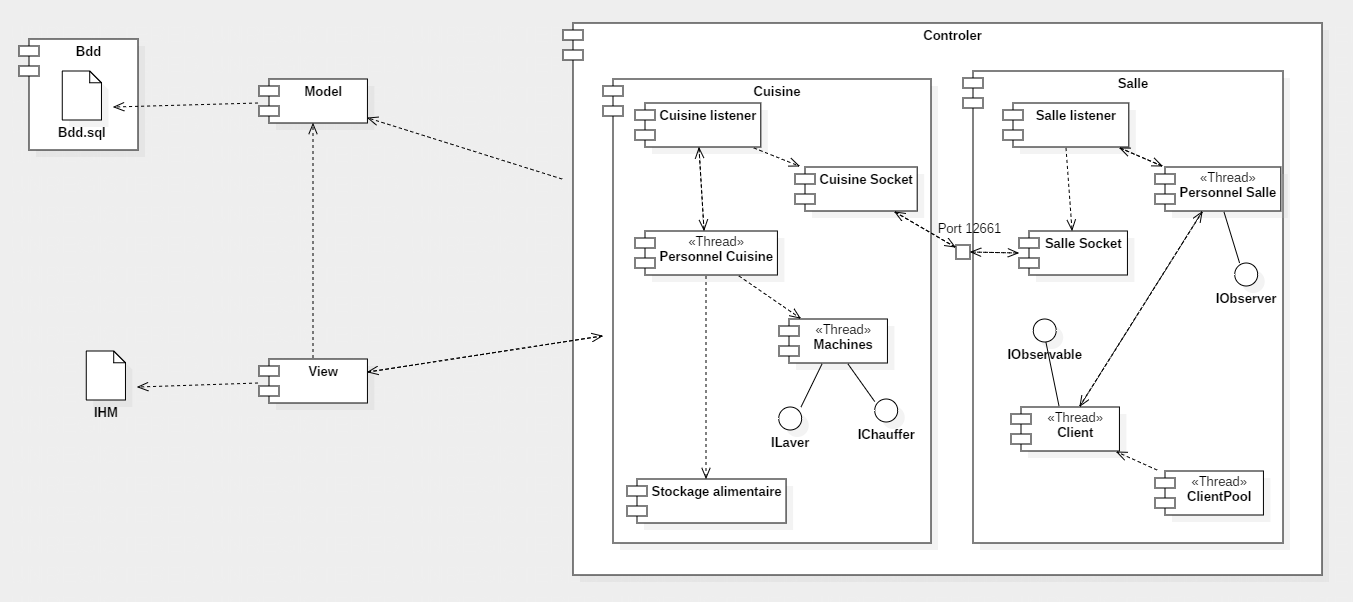 Bdd
Bdd.sql
Model
View
IHM
Controler
Cuisine
Cuisine listener
Cuisine Socket
«Thread»
Personnel Cuisine
«Thread»
Machines
ILaver
IChauffer
Stockage alimentaire
Port 12661
Salle
Salle listener
«Thread»
Personnel Salle
Salle Socket
IObserver
IObservable
«Thread»
Client
«Thread»
ClientPool